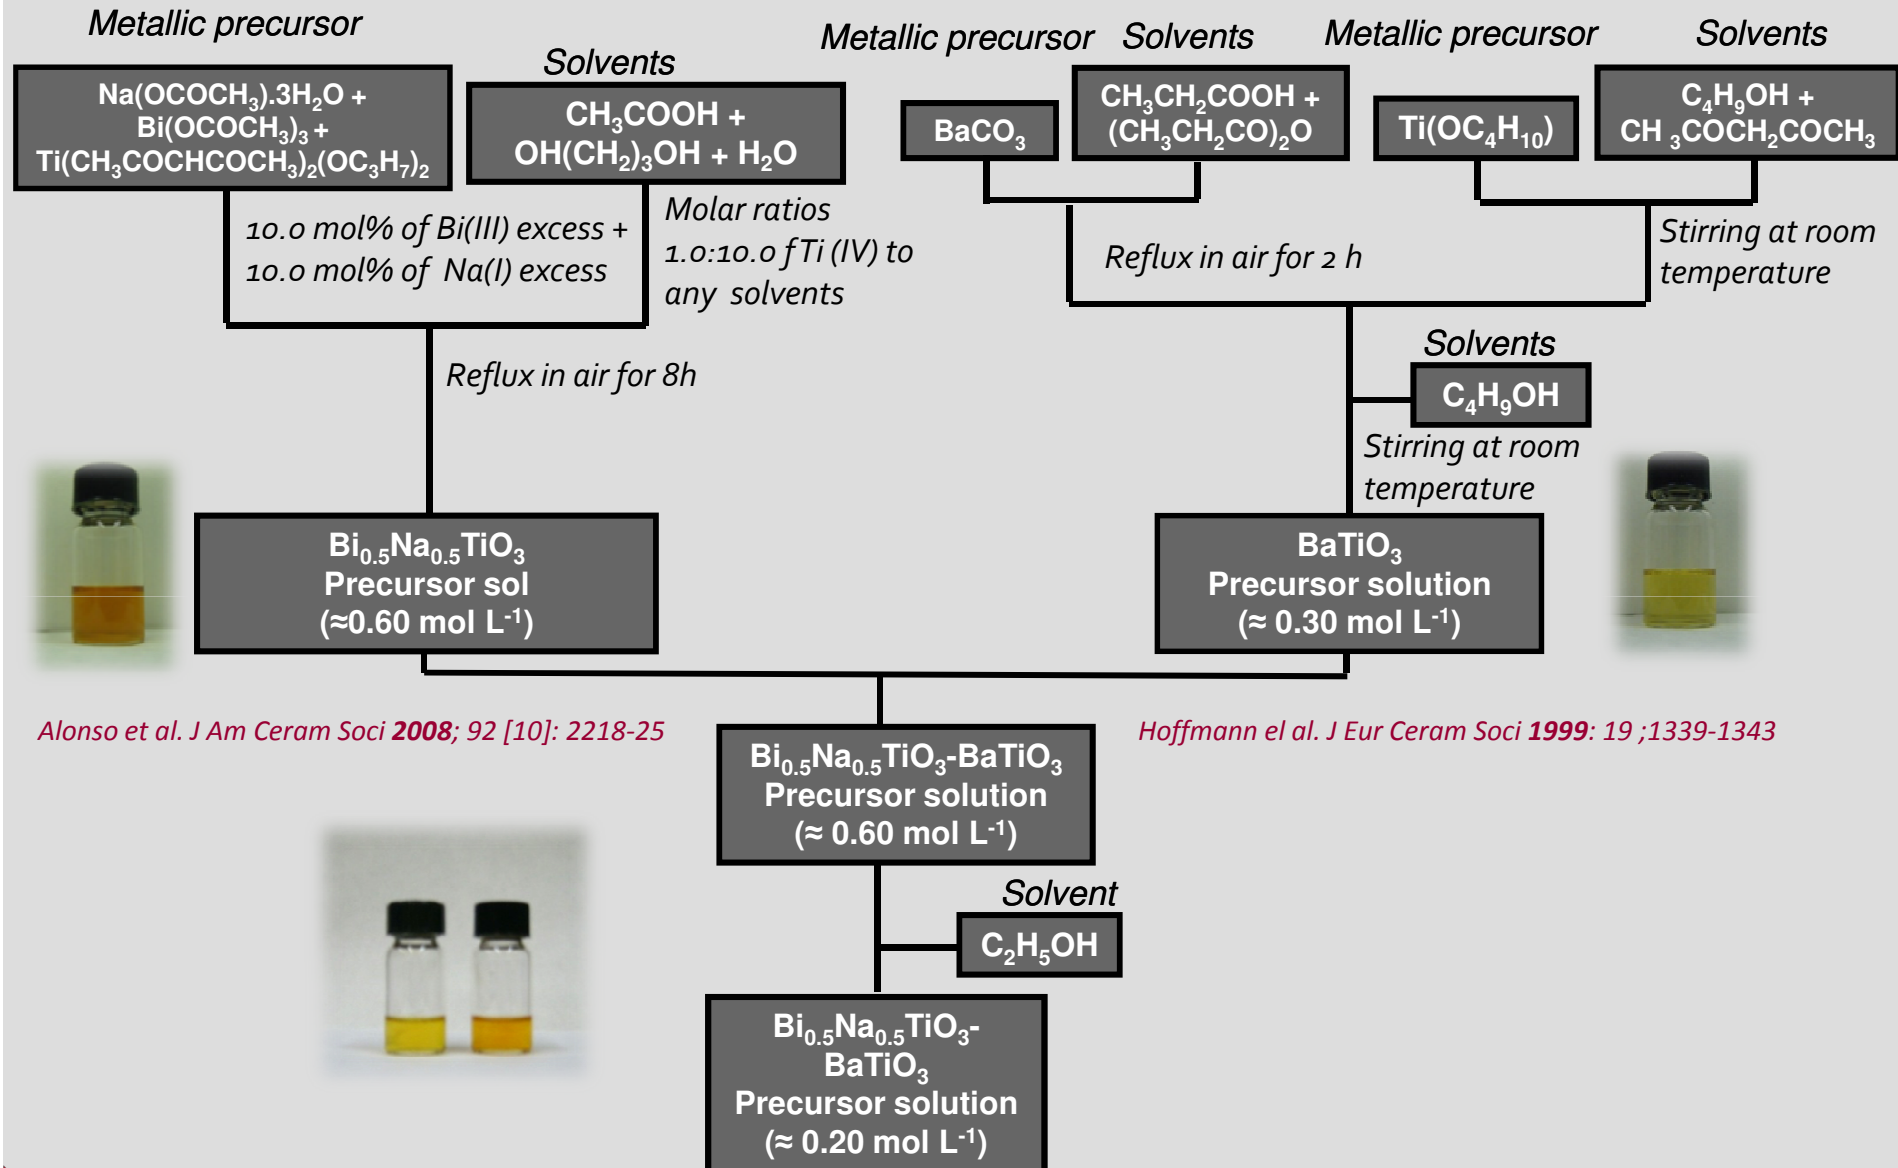 Metallic precursor
Na(OCOCH₃).3H₂O +
Bi(OCOCH₃)₃ +
Ti(CH₃COCHCOCH₃)₂(OC₃H₇)₂
Solvents
CH₃COOH +
OH(CH₂)₃OH + H₂O
10.0 mol% of Bi(III) excess +
10.0 mol% of Na(I) excess
Molar ratios
1.0:10.0 fTi (IV) to
any solvents
Reflux in air for 8h
Bi₀.₅Na₀.₅TiO₃
Precursor sol
(≈0.60 mol L⁻¹)
Metallic precursor
BaCO₃
Solvents
CH₃CH₂COOH +
(CH₃CH₂CO)₂O
Reflux in air for 2 h
Metallic precursor
Ti(OC₄H₁₀)
Solvents
C₄H₉OH +
CH ₃COCH₂COCH₃
Stirring at room
temperature
Solvents
C₄H₉OH
Stirring at room
temperature
BaTiO₃
Precursor solution
(≈ 0.30 mol L⁻¹)
Alonso et al. J Am Ceram Soci 2008; 92 [10]: 2218-25
Hoffmann el al. J Eur Ceram Soci 1999: 19 ;1339-1343
Bi₀.₅Na₀.₅TiO₃-BaTiO₃
Precursor solution
(≈ 0.60 mol L⁻¹)
Solvent
C₂H₅OH
Bi₀.₅Na₀.₅TiO₃-
BaTiO₃
Precursor solution
(≈ 0.20 mol L⁻¹)